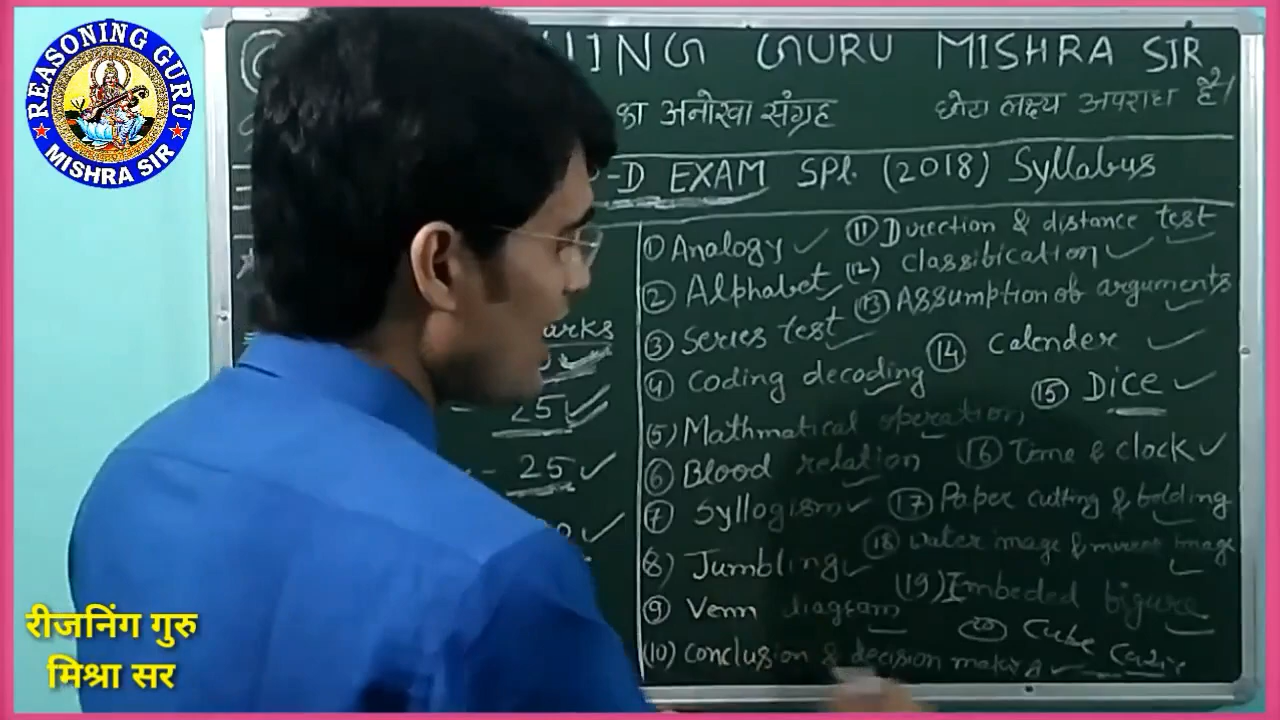 REASONING GURU
MISHRA SIR
ING GURU MISHRA SIR
का अनोखा संग्रह छोटा लक्ष्य अपराध है।
-D EXAM SPL. (2018) Syllabus
arks
- 25
- 25
① Analogy
② Alphabet
③ Series test
④ Coding decoding
(5) Mathmatical operation
⑥ Blood relation
⑦ Syllogism
8) Jumbling
⑨ Venn diagram
(10) Conclusion & decision making
⑪ Direction & distance test
(12) classification
⑬ Assumption of arguments
⑭ Calender
⑮ Dice
⑯ Time & clock
⑰ Paper cutting & folding
⑱ water image & mirror image
(19) Embeded figure
⑳ Cube
रीजनिंग गुरु
मिश्रा सर